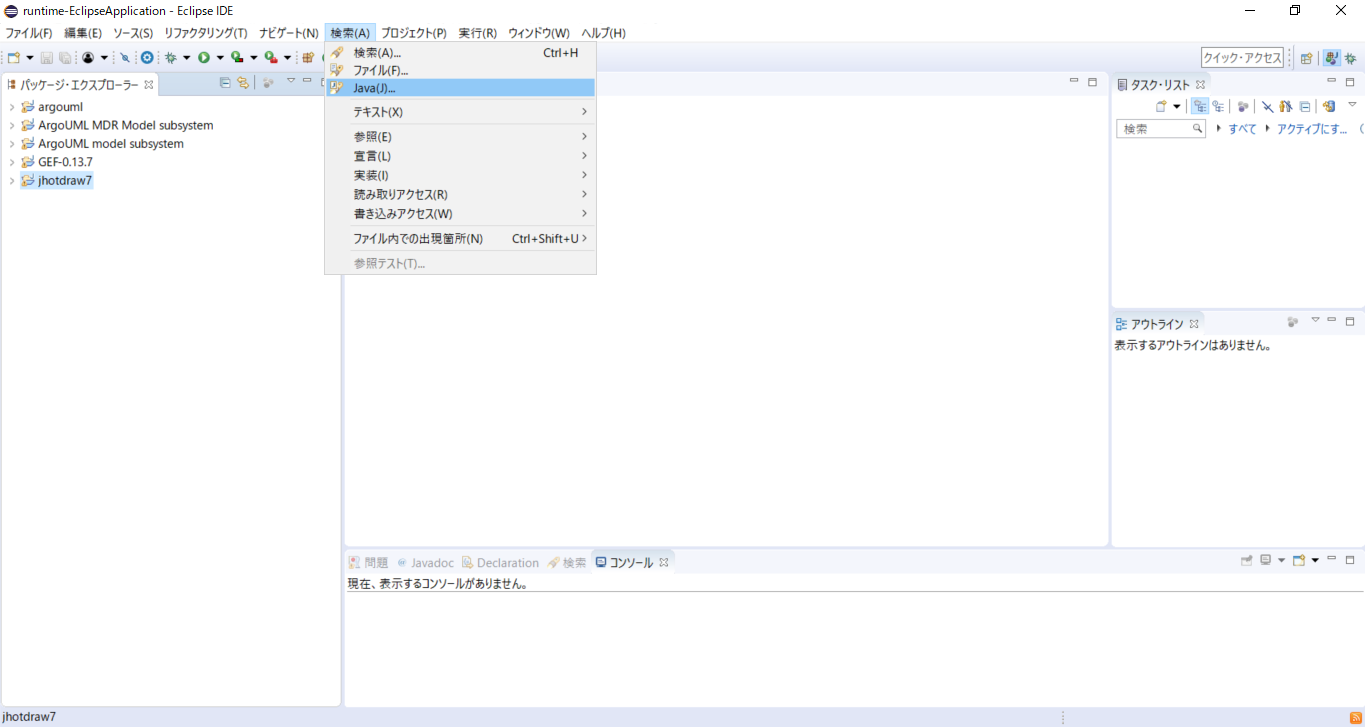 runtime-EclipseApplication - Eclipse IDE
ファイル(F) 編集(E) ソース(S) リファクタリング(T) ナビゲート(N) 検索(A) プロジェクト(P) 実行(R) ウィンドウ(W) ヘルプ(H)
クイック・アクセス
パッケージ・エクスプローラー
argouml
ArgoUML MDR Model subsystem
ArgoUML model subsystem
GEF-0.13.7
jhotdraw7
検索(A)... Ctrl+H
ファイル(F)...
Java(J)...
テキスト(X)
参照(E)
宣言(L)
実装(I)
読み取りアクセス(R)
書き込みアクセス(W)
ファイル内での出現箇所(N) Ctrl+Shift+U
参照テスト(T)...
タスク・リスト
検索 すべて アクティブにす...
アウトライン
表示するアウトラインはありません。
問題 Javadoc Declaration 検索 コンソール
現在、表示するコンソールがありません。
jhotdraw7